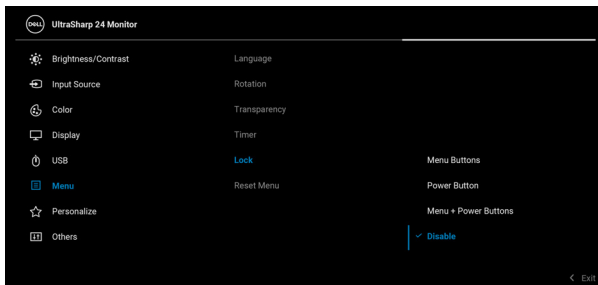 DELL UltraSharp 24 Monitor
Brightness/Contrast Language
Input Source Rotation
Color Transparency
Display Timer
USB Lock Menu Buttons
Menu Reset Menu Power Button
Personalize Menu + Power Buttons
Others Disable
Exit